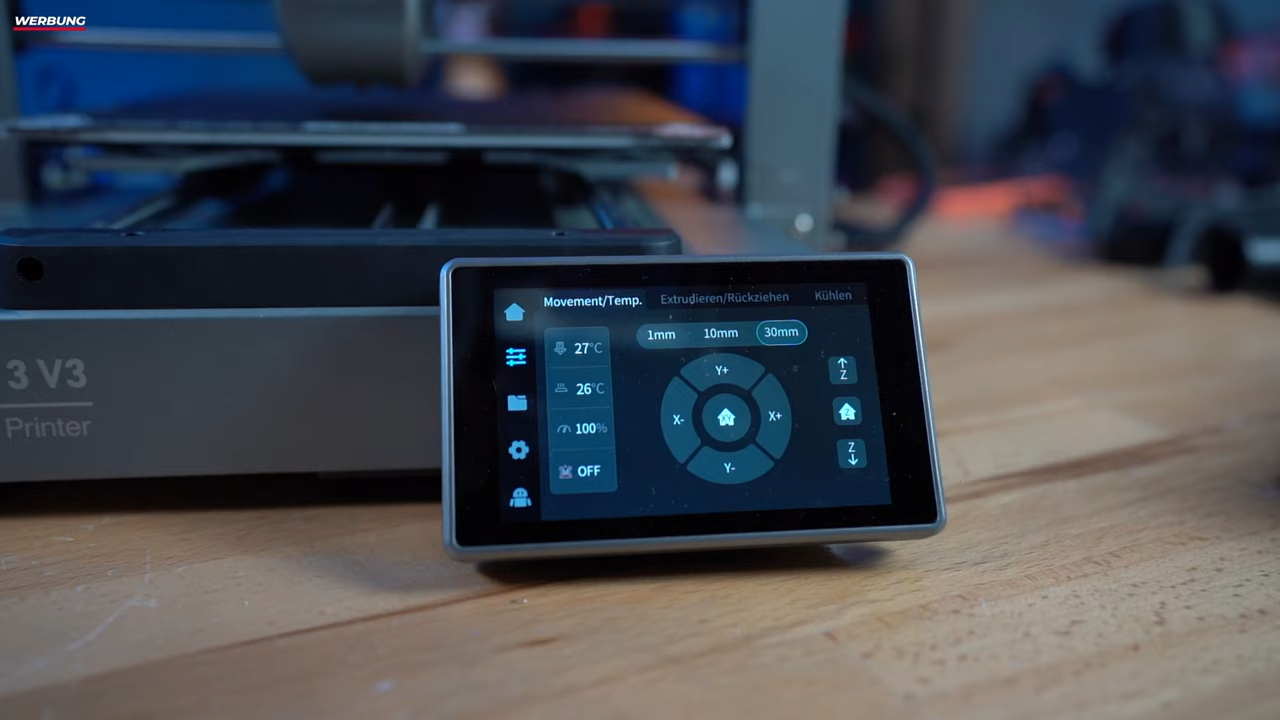 WERBUNG
3 V3
Printer
Movement/Temp. Extrudieren/Rückziehen Kühlen
1mm 10mm 30mm
27°C
26°C
100%
OFF
Y+
X- X+
Y-
Z
Z
Z